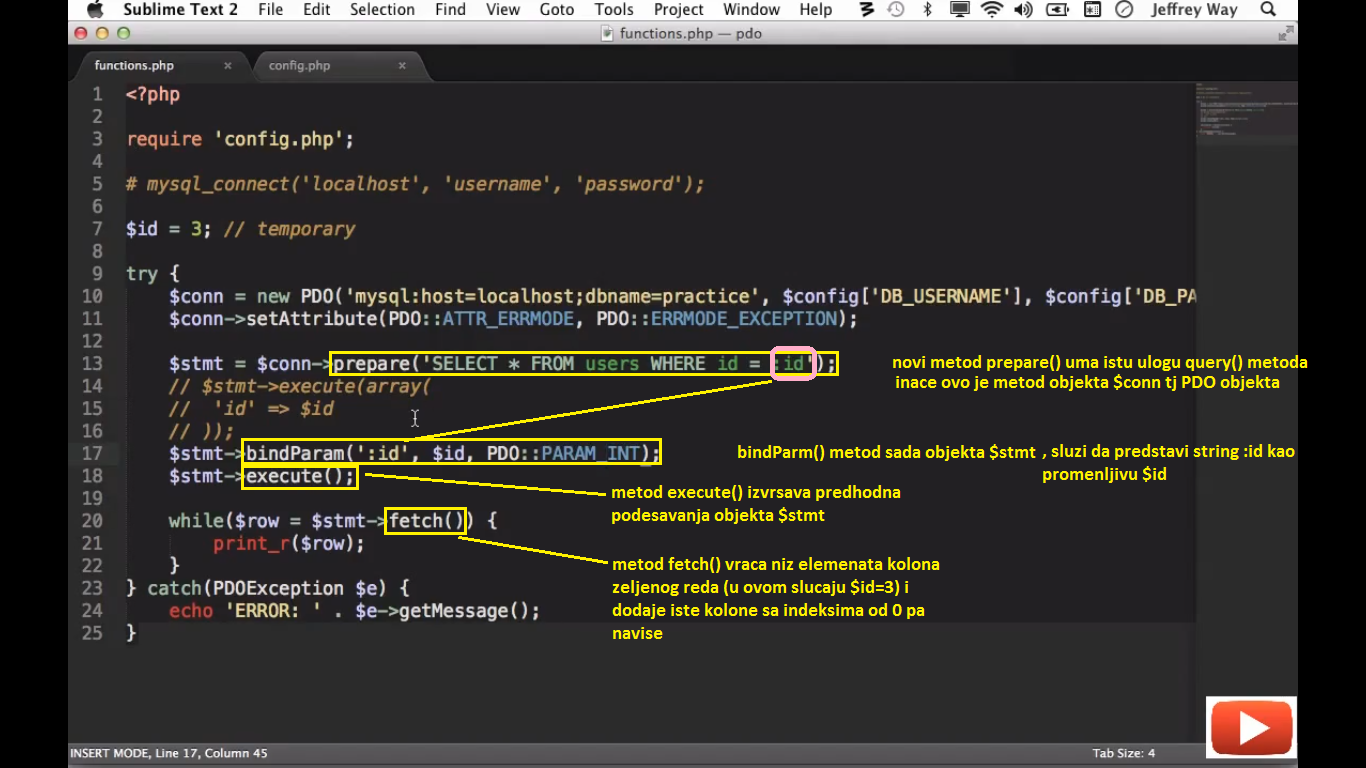 Sublime Text 2 File Edit Selection Find View Goto Tools Project Window Help Jeffrey Way
functions.php — pdo
functions.php × config.php ×
1 <?php
2
3 require 'config.php';
4
5 # mysql_connect('localhost', 'username', 'password');
6
7 $id = 3; // temporary
8
9 try {
10 $conn = new PDO('mysql:host=localhost;dbname=practice', $config['DB_USERNAME'], $config['DB_PA
11 $conn->setAttribute(PDO::ATTR_ERRMODE, PDO::ERRMODE_EXCEPTION);
12
13 $stmt = $conn->prepare('SELECT * FROM users WHERE id = :id');
novi metod prepare() uma istu ulogu query() metoda
inace ovo je metod objekta $conn tj PDO objekta
14 // $stmt->execute(array(
15 // 'id' => $id
16 // ));
17 $stmt->bindParam(':id', $id, PDO::PARAM_INT);
bindParm() metod sada objekta $stmt , sluzi da predstavi string :id kao
promenljivu $id
18 $stmt->execute();
metod execute() izvrsava predhodna
podesavanja objekta $stmt
19
20 while($row = $stmt->fetch()) {
21 print_r($row);
22 }
metod fetch() vraca niz elemenata kolona
zeljenog reda (u ovom slucaju $id=3) i
dodaje iste kolone sa indeksima od 0 pa
navise
23 } catch(PDOException $e) {
24 echo 'ERROR: ' . $e->getMessage();
25 }
INSERT MODE, Line 17, Column 45 Tab Size: 4